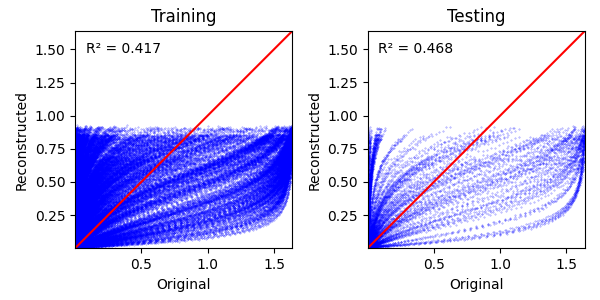 Training
R² = 0.417
1.50
1.25
1.00
0.75
0.50
0.25
Reconstructed
0.5
1.0
1.5
Original
Testing
R² = 0.468
1.50
1.25
1.00
0.75
0.50
0.25
Reconstructed
0.5
1.0
1.5
Original